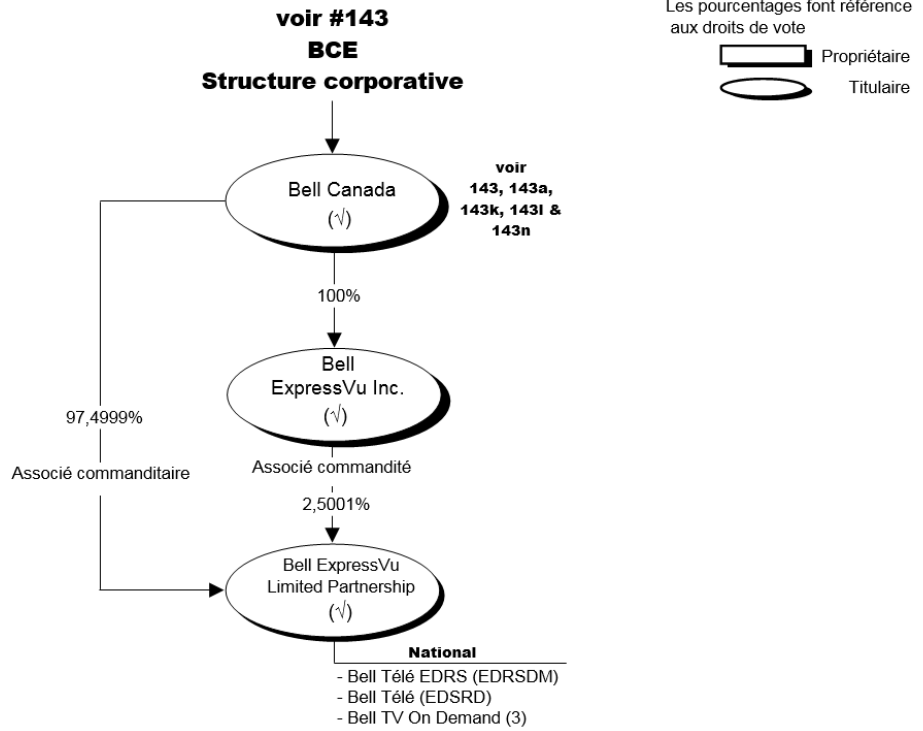 voir #143
BCE
Structure corporative
Les pourcentages font référence
aux droits de vote
Propriétaire
Titulaire
Bell Canada
(√)
voir
143, 143a,
143k, 143l &
143n
100%
Bell
ExpressVu Inc.
(√)
97,4999%
Associé commanditaire
Associé commandité
2,5001%
Bell ExpressVu
Limited Partnership
(√)
National
- Bell Télé EDRS (EDRSDM)
- Bell Télé (EDSRD)
- Bell TV On Demand (3)